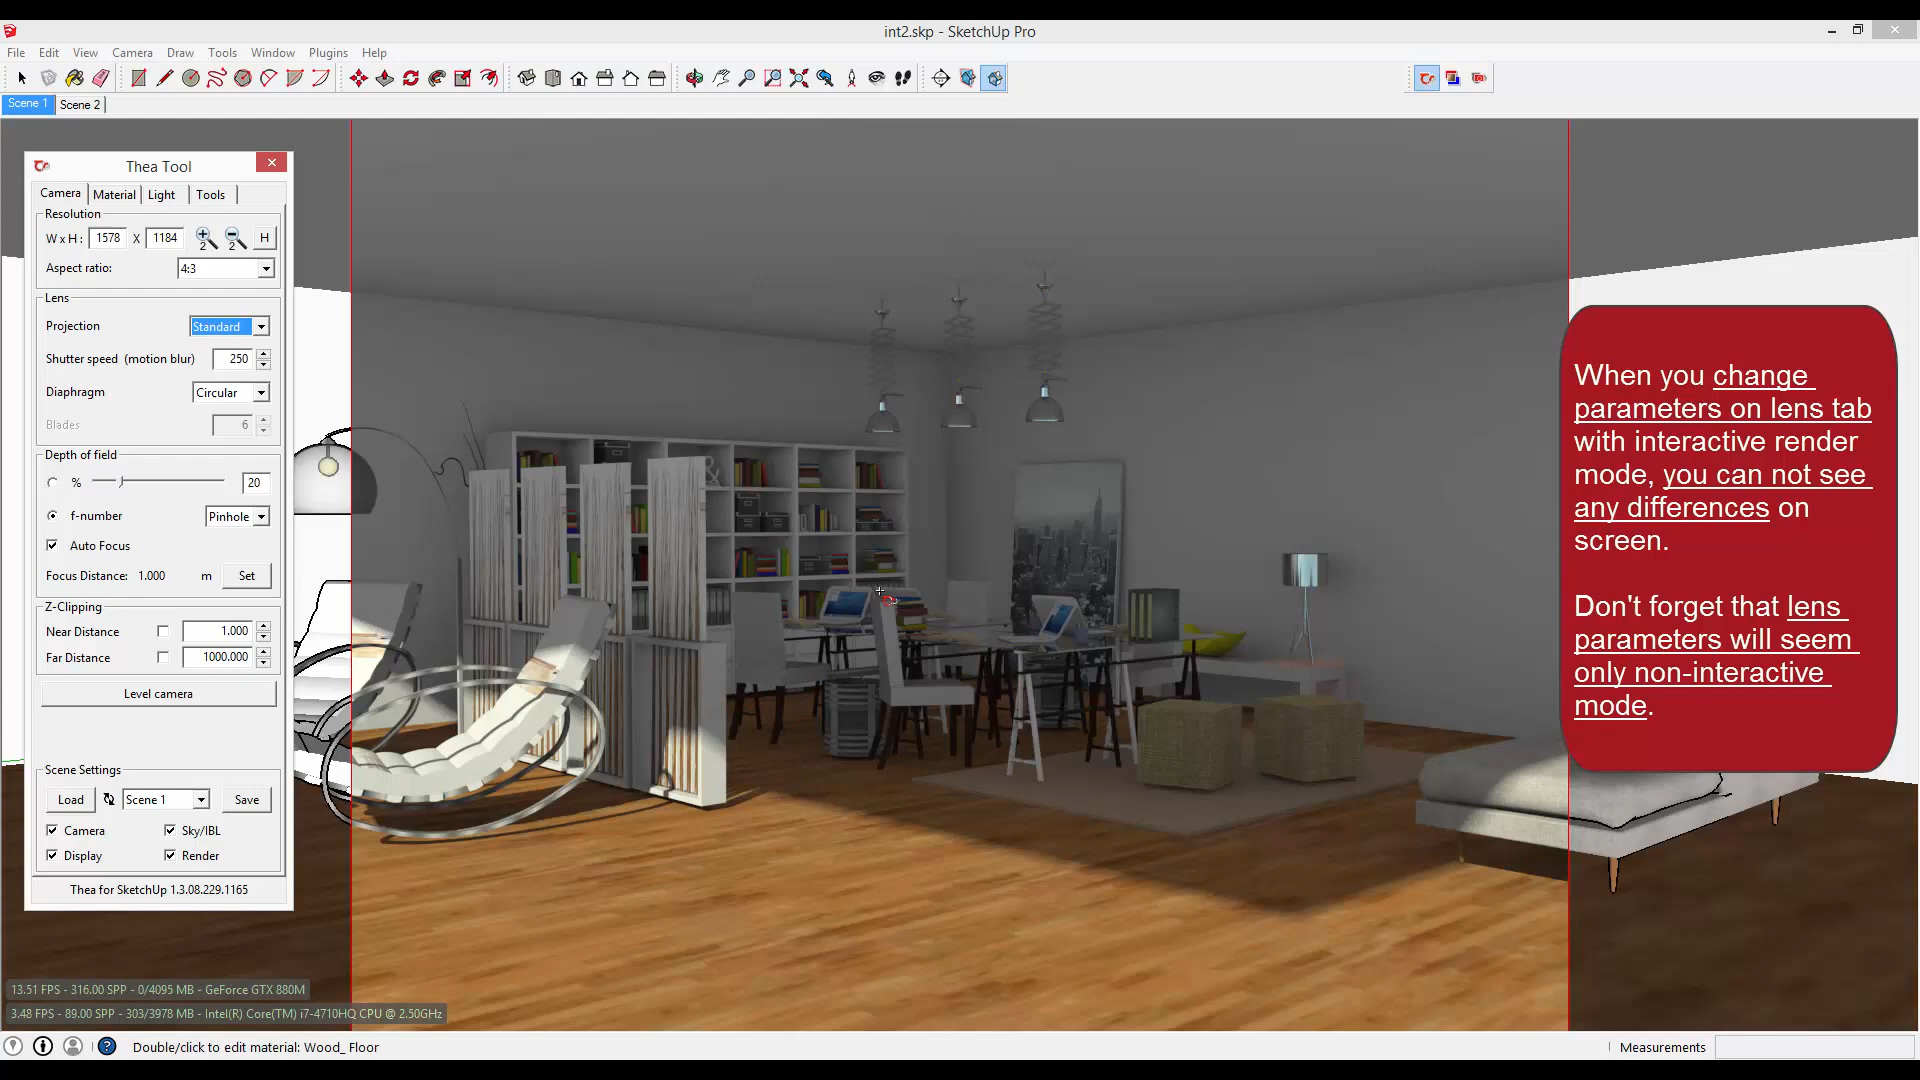 int2.skp - SketchUp Pro
File Edit View Camera Draw Tools Window Plugins Help
Scene 1 Scene 2
Thea Tool
Camera Material Light Tools
Resolution
W x H : 1578 X 1184 2 2 H
Aspect ratio: 4:3
Lens
Projection Standard
Shutter speed (motion blur) 250
Diaphragm Circular
Blades 6
Depth of field
% 20
f-number Pinhole
Auto Focus
Focus Distance: 1.000 m Set
Z-Clipping
Near Distance 1.000
Far Distance 1000.000
Level camera
Scene Settings
Load Scene 1 Save
Camera Sky/IBL
Display Render
Thea for SketchUp 1.3.08.229.1165
&
When you change
parameters on lens tab
with interactive render
mode, you can not see
any differences on
screen.
Don't forget that lens
parameters will seem
only non-interactive
mode.
13.51 FPS - 316.00 SPP - 0/4095 MB - GeForce GTX 880M
3.48 FPS - 89.00 SPP - 303/3978 MB - Intel(R) Core(TM) i7-4710HQ CPU @ 2.50GHz
Double/click to edit material: Wood_ Floor
Measurements